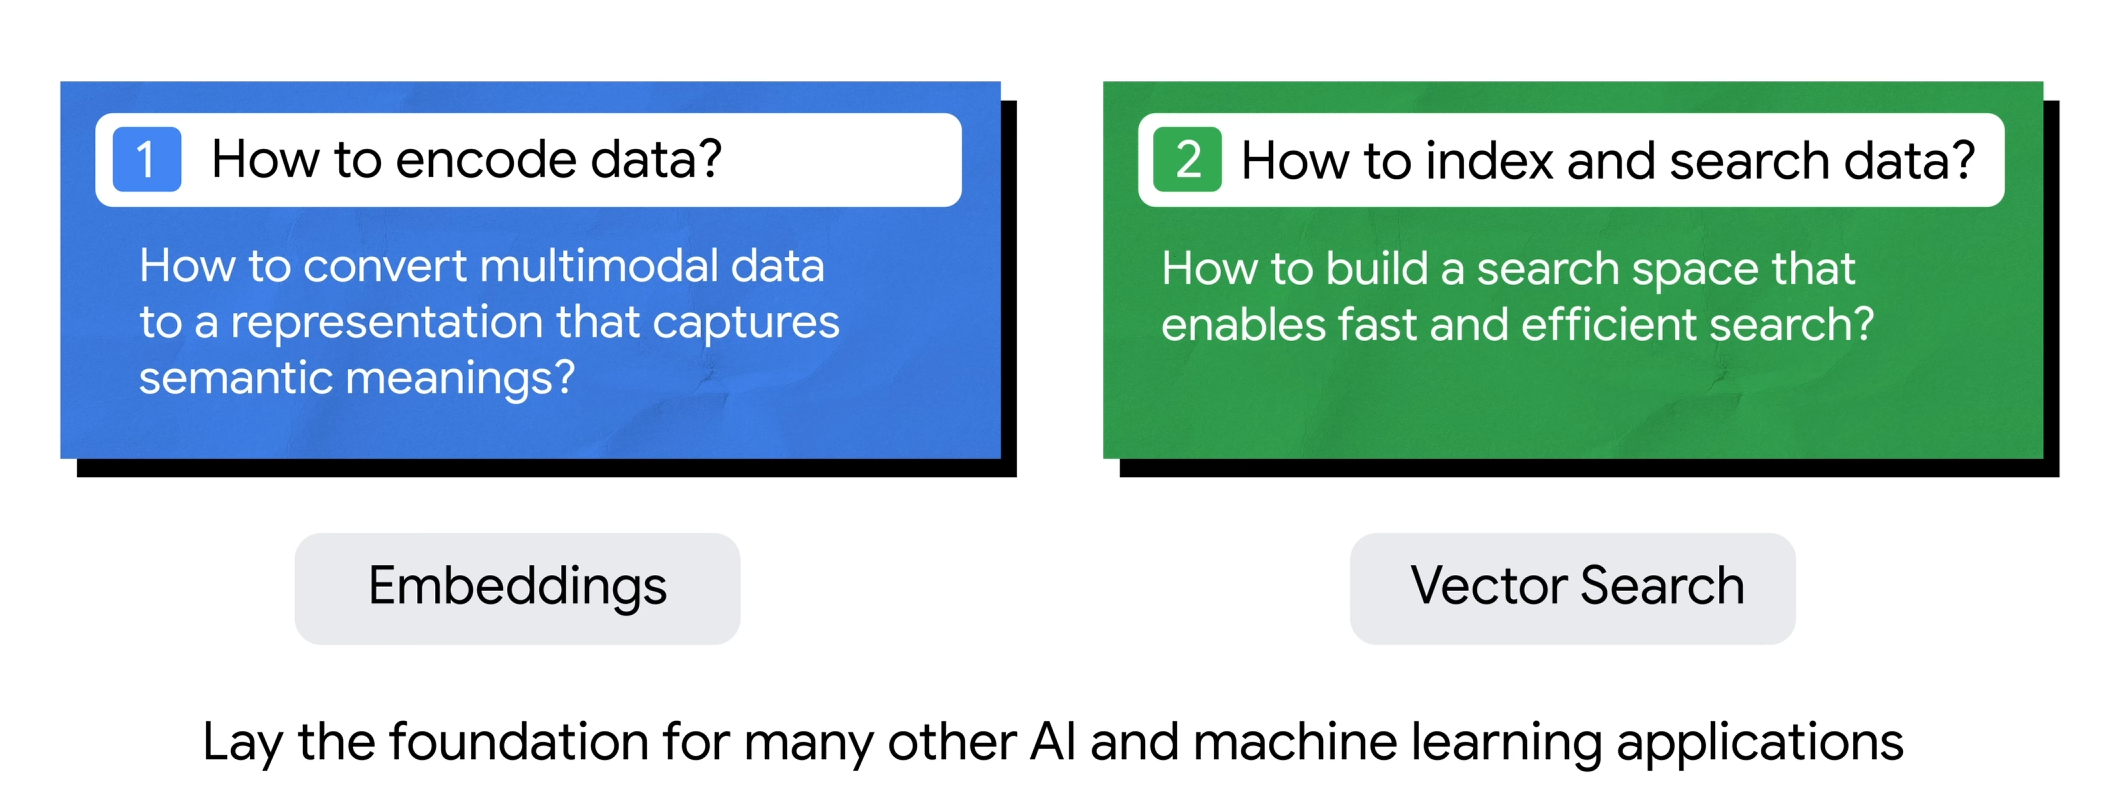 1 How to encode data?
How to convert multimodal data
to a representation that captures
semantic meanings?
Embeddings
2 How to index and search data?
How to build a search space that
enables fast and efficient search?
Vector Search
Lay the foundation for many other AI and machine learning applications